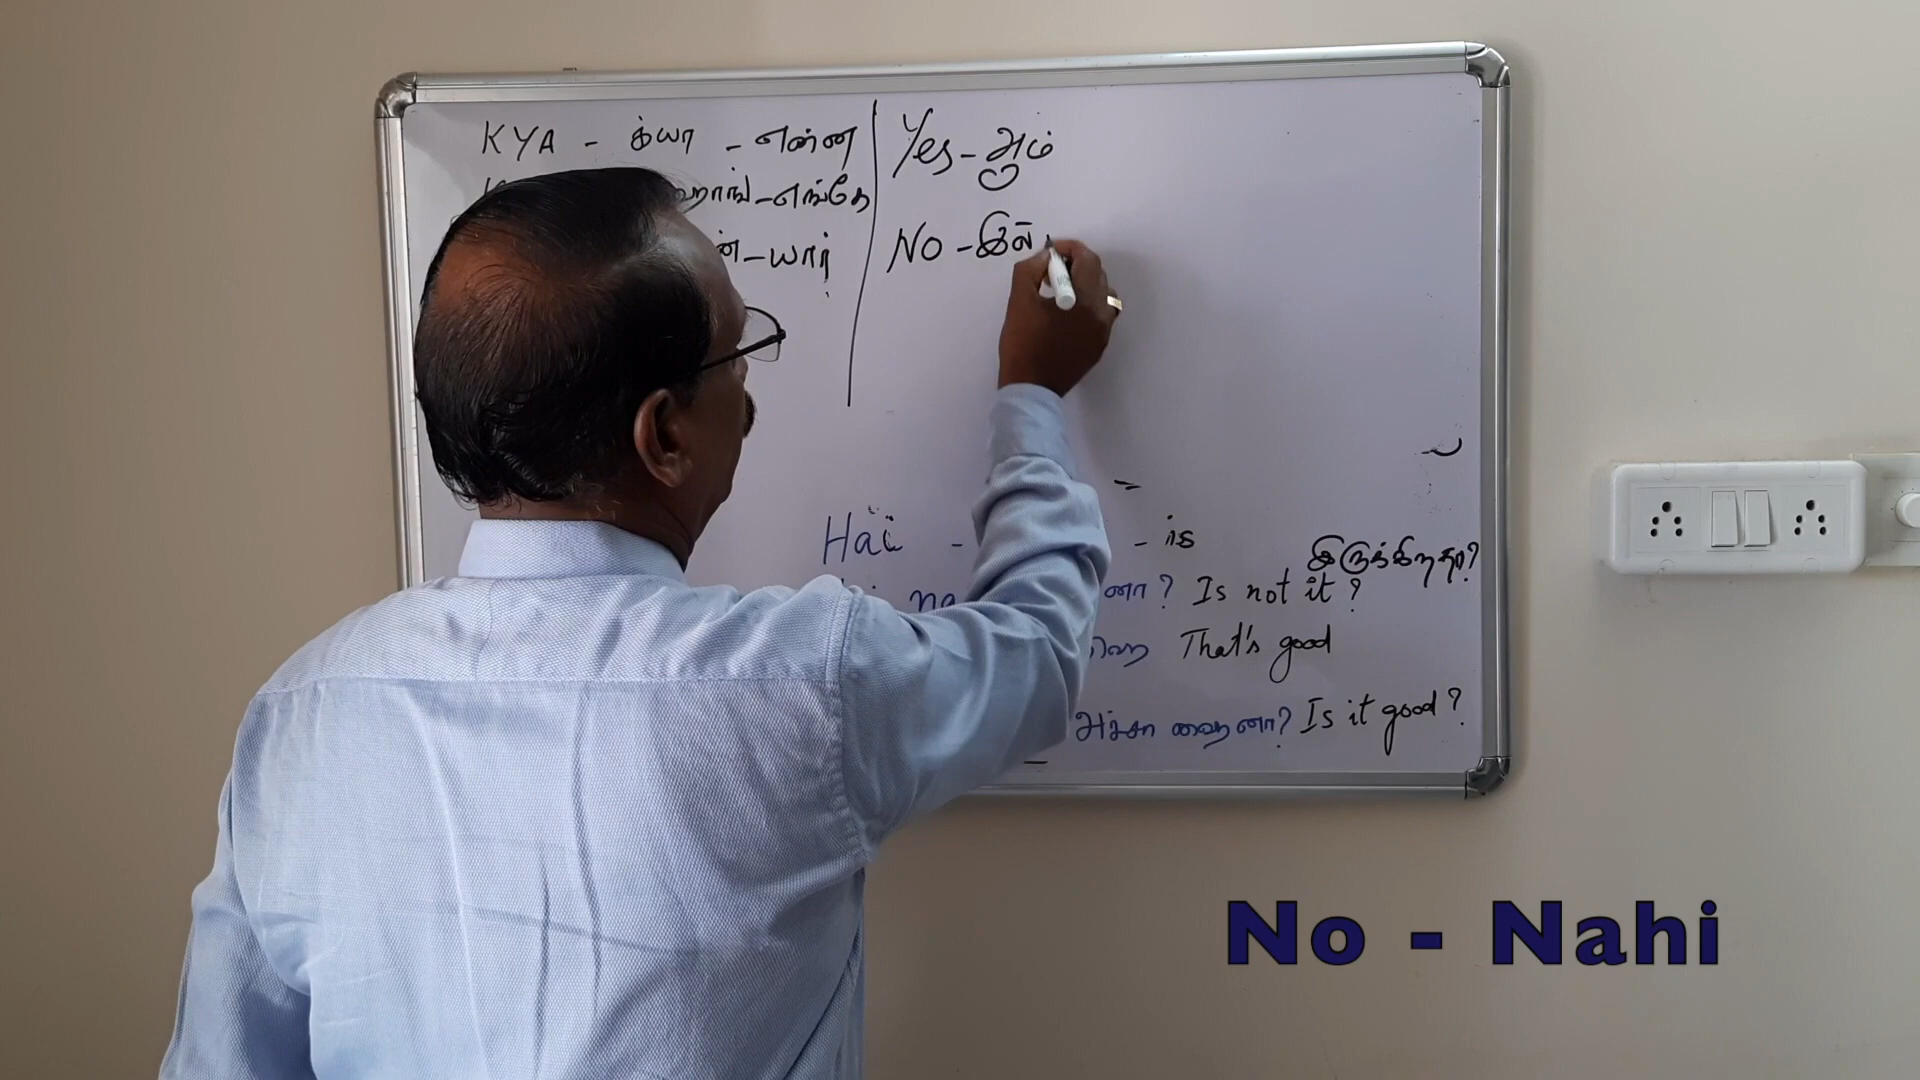 KYA - க்யா - என்ன
ஹாங் - எங்கே
ன் - யார்
Yes - ஆம்
NO - இல்
Hai - - is
இருக்கிறதா?
na னா? Is not it?
ஹை That's good
அச்சா ஹைனா? Is it good?
No - Nahi